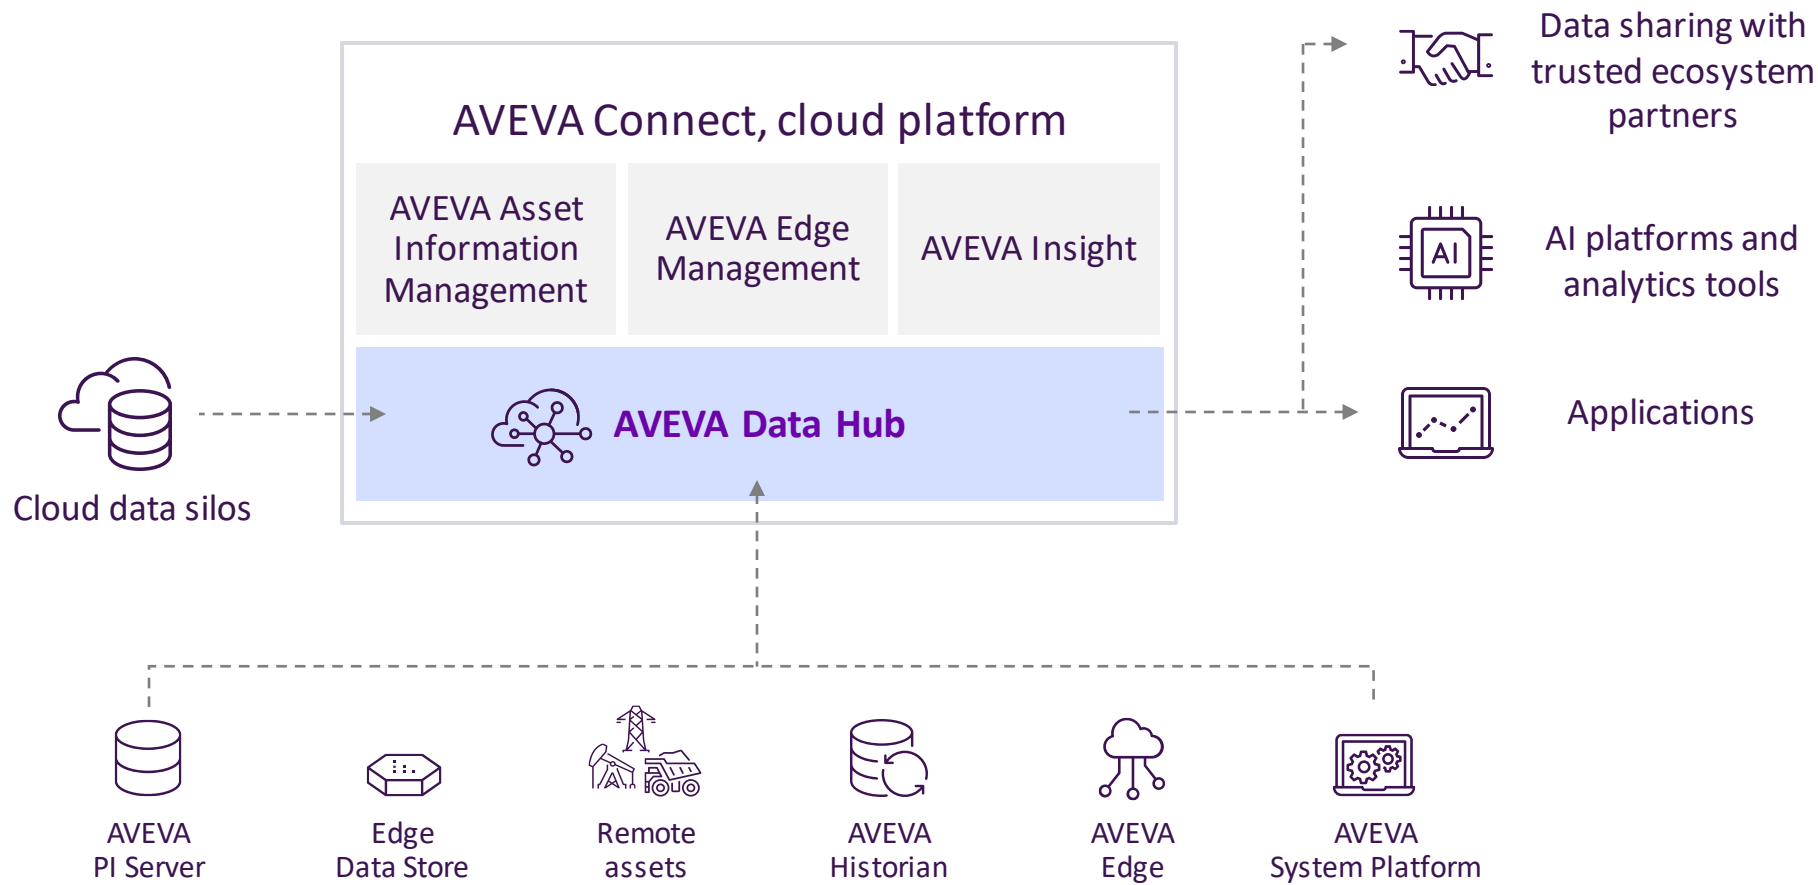 Data sharing with
trusted ecosystem
partners
AVEVA Connect, cloud platform
AVEVA Asset
Information
Management
AVEVA Edge
Management
AVEVA Insight
AI
AI platforms and
analytics tools
AVEVA Data Hub
Applications
Cloud data silos
AVEVA
PI Server
Edge
Data Store
Remote
assets
AVEVA
Historian
AVEVA
Edge
AVEVA
System Platform